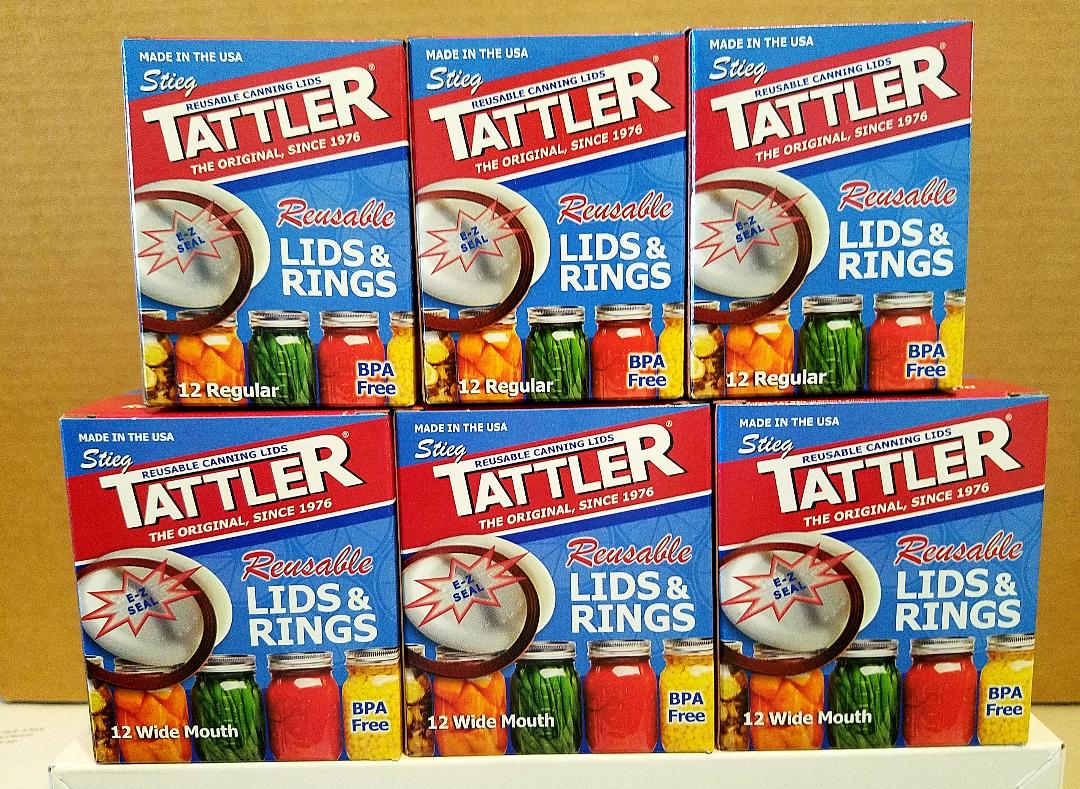 MADE IN THE USA
Stieg
REUSABLE CANNING LIDS
TATTLER®
THE ORIGINAL, SINCE 1976
Reusable
LIDS &
RINGS
E-Z
SEAL
BPA
Free
12 Regular
MADE IN THE USA
Stieg
REUSABLE CANNING LIDS
TATTLER®
THE ORIGINAL, SINCE 1976
Reusable
LIDS &
RINGS
E-Z
SEAL
BPA
Free
12 Regular
MADE IN THE USA
Stieg
REUSABLE CANNING LIDS
TATTLER®
THE ORIGINAL, SINCE 1976
Reusable
LIDS &
RINGS
E-Z
SEAL
BPA
Free
12 Regular
MADE IN THE USA
Stieg
REUSABLE CANNING LIDS
TATTLER®
THE ORIGINAL, SINCE 1976
Reusable
LIDS &
RINGS
E-Z
SEAL
BPA
Free
12 Wide Mouth
MADE IN THE USA
Stieg
REUSABLE CANNING LIDS
TATTLER®
THE ORIGINAL, SINCE 1976
Reusable
LIDS &
RINGS
E-Z
SEAL
BPA
Free
12 Wide Mouth
MADE IN THE USA
Stieg
REUSABLE CANNING LIDS
TATTLER®
THE ORIGINAL, SINCE 1976
Reusable
LIDS &
RINGS
E-Z
SEAL
BPA
Free
12 Wide Mouth